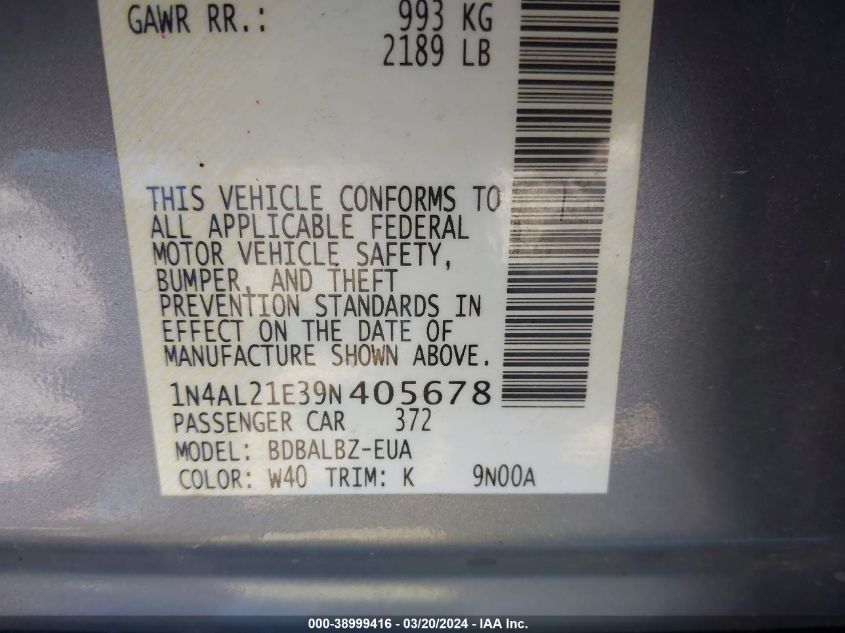 GAWR RR.: 993 KG
2189 LB
THIS VEHICLE CONFORMS TO
ALL APPLICABLE FEDERAL
MOTOR VEHICLE SAFETY,
BUMPER, AND THEFT
PREVENTION STANDARDS IN
EFFECT ON THE DATE OF
MANUFACTURE SHOWN ABOVE.
1N4AL21E39N405678
PASSENGER CAR 372
MODEL: BDBALBZ-EUA
COLOR: W40 TRIM: K 9N00A
000-38999416 - 03/20/2024 - IAA Inc.